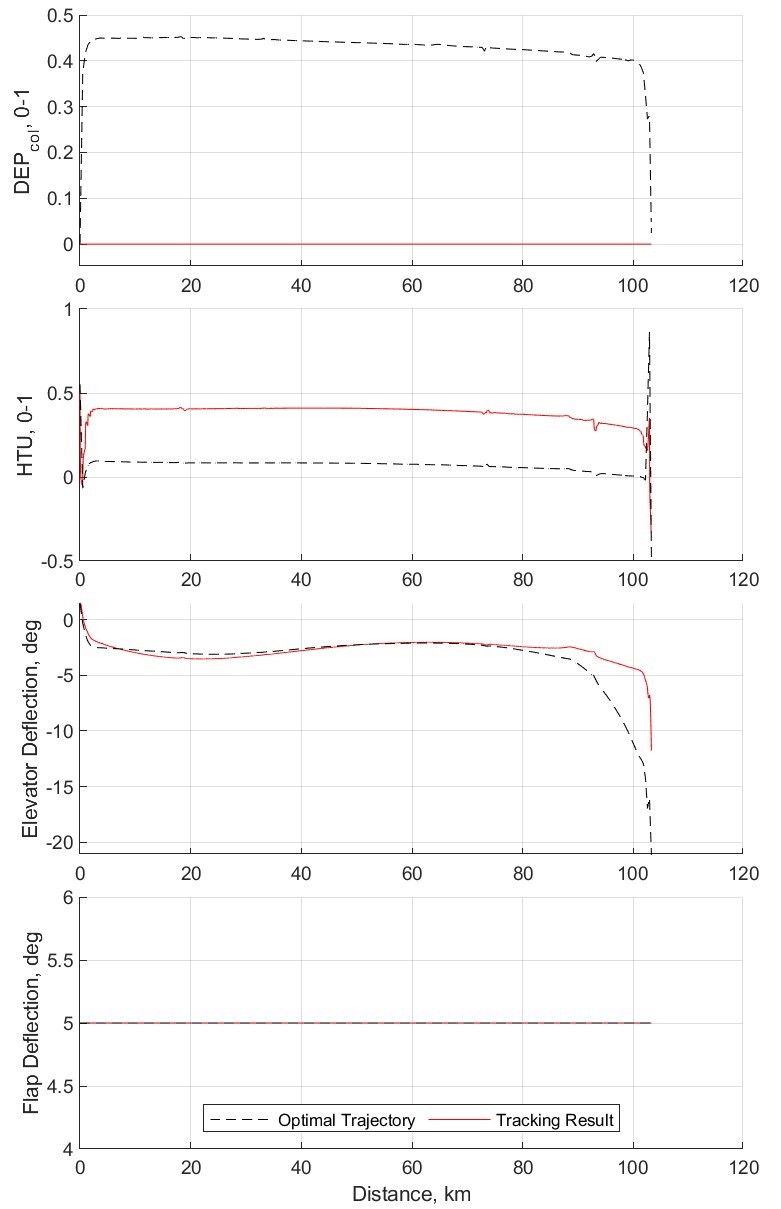 DEPcol, 0-1
0.5
0.4
0.3
0.2
0.1
0
0 20 40 60 80 100 120
HTU, 0-1
1
0.5
0
-0.5
0 20 40 60 80 100 120
Elevator Deflection, deg
0
-5
-10
-15
-20
0 20 40 60 80 100 120
Flap Deflection, deg
6
5.5
5
4.5
4
Optimal Trajectory Tracking Result
0 20 40 60 80 100 120
Distance, km